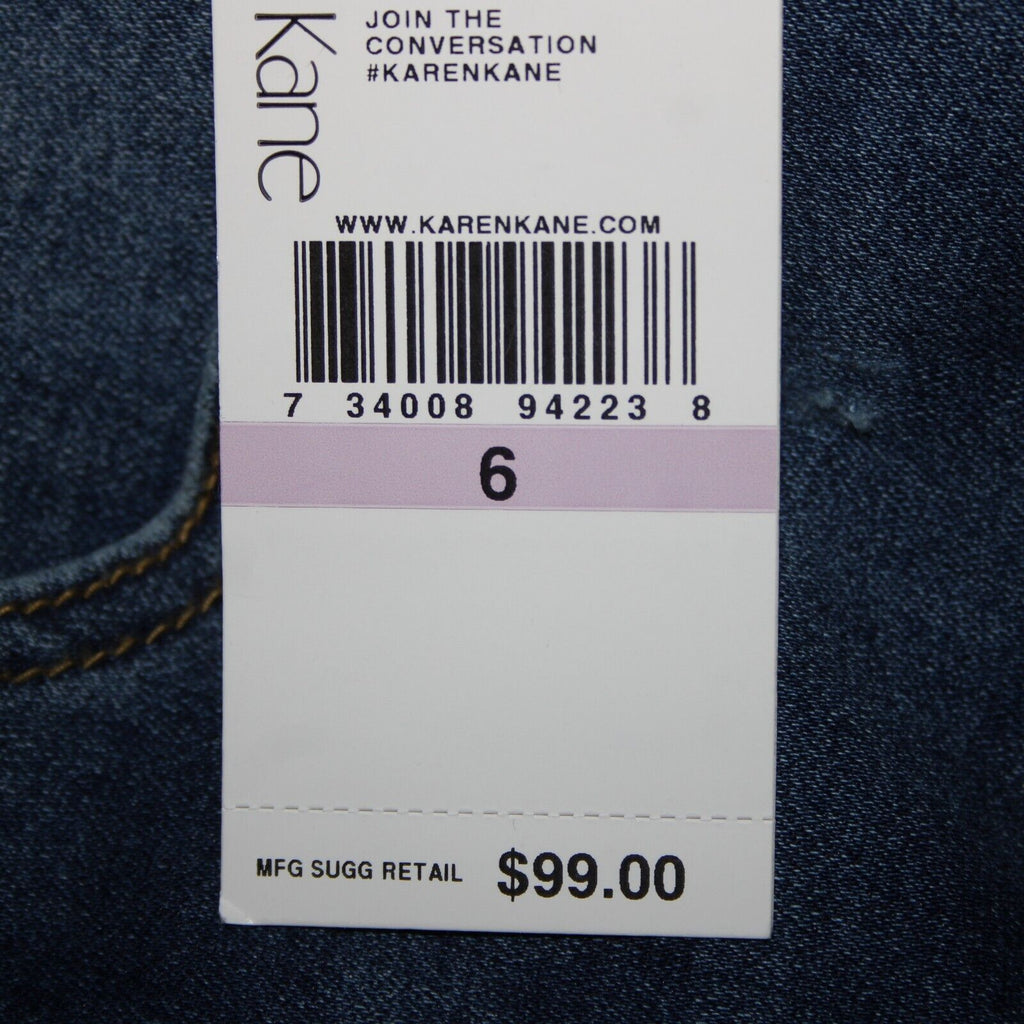 Kane
JOIN THE
CONVERSATION
#KARENKANE
WWW.KARENKANE.COM
7 34008 94223 8
6
MFG SUGG RETAIL $99.00